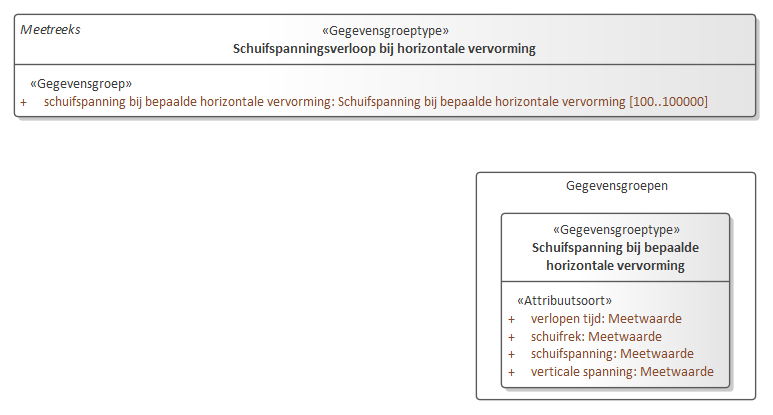 Meetreeks
«Gegevensgroeptype»
Schuifspanningsverloop bij horizontale vervorming
«Gegevensgroep»
+ schuifspanning bij bepaalde horizontale vervorming: Schuifspanning bij bepaalde horizontale vervorming [100..100000]
Gegevensgroepen
«Gegevensgroeptype»
Schuifspanning bij bepaalde
horizontale vervorming
«Attribuutsoort»
+ verlopen tijd: Meetwaarde
+ schuifrek: Meetwaarde
+ schuifspanning: Meetwaarde
+ verticale spanning: Meetwaarde